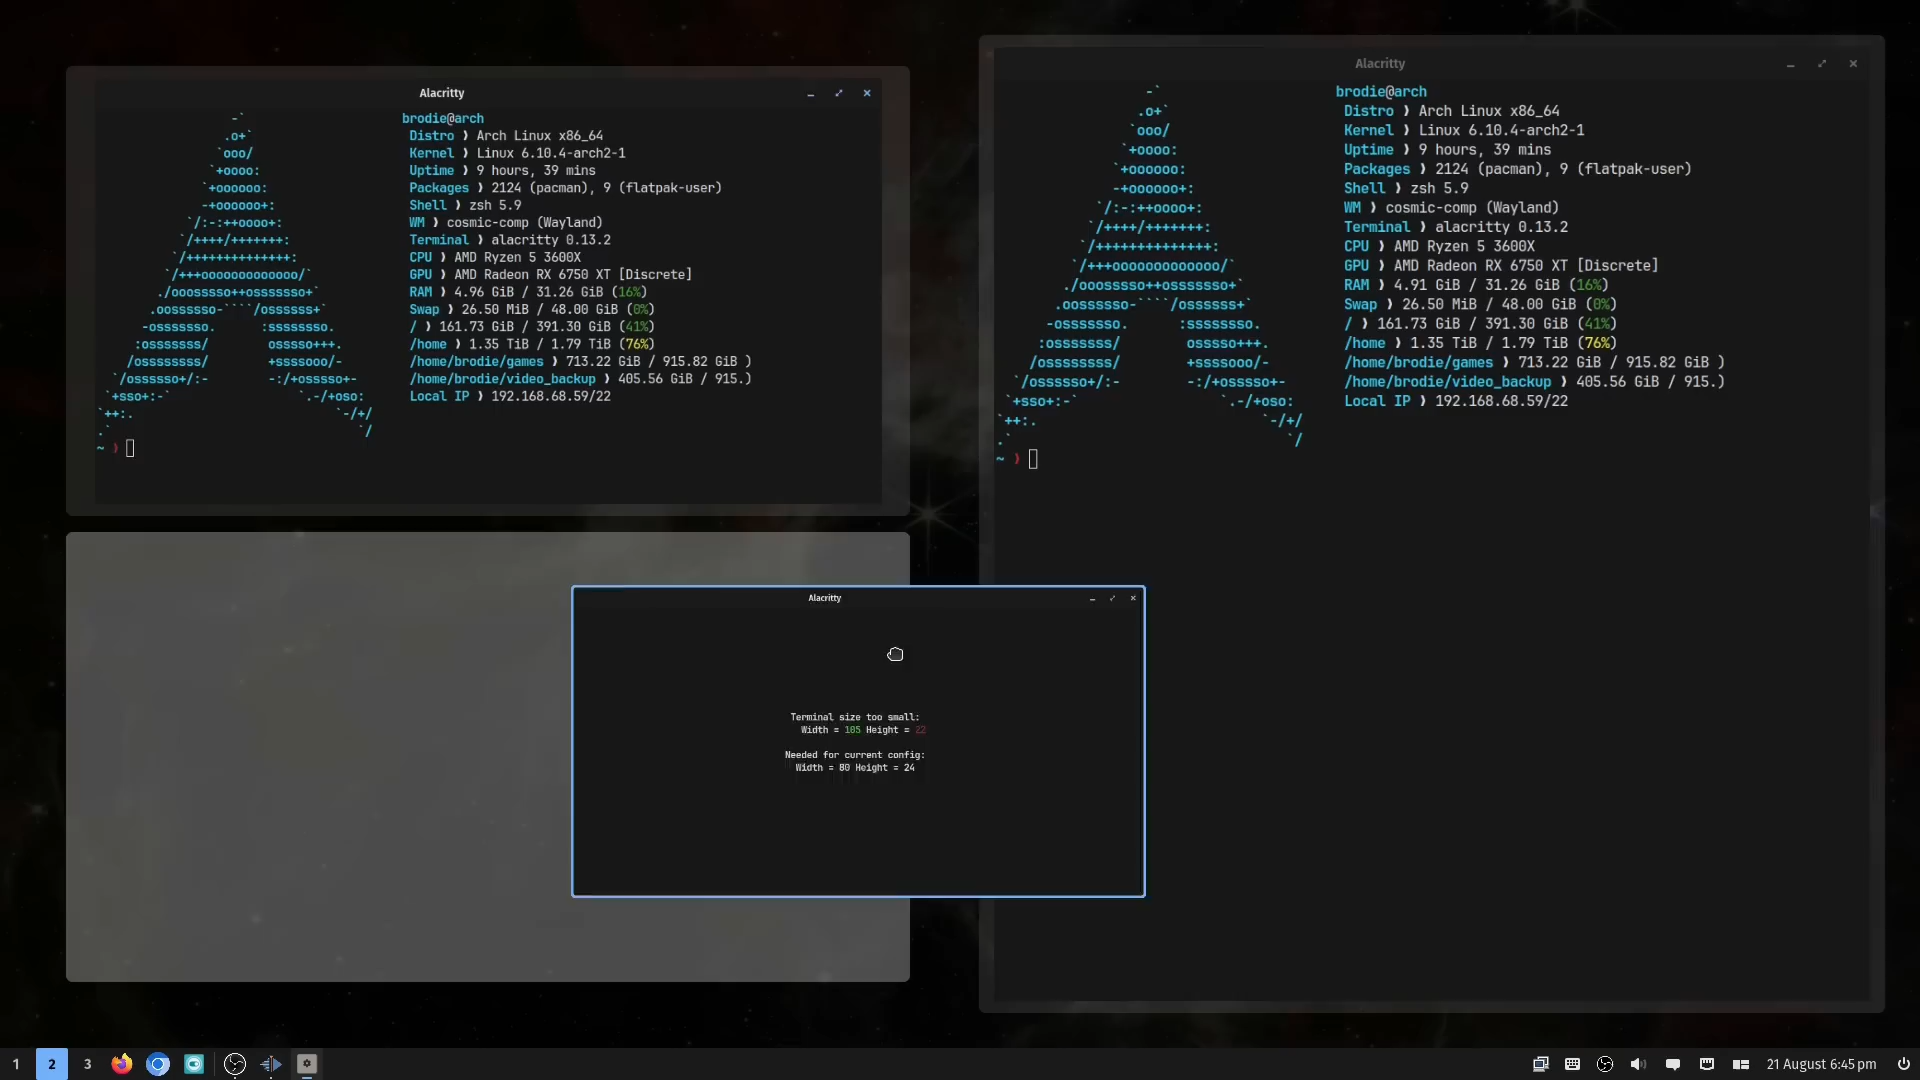 Alacritty
brodie@arch
Distro ❯ Arch Linux x86_64
Kernel ❯ Linux 6.10.4-arch2-1
Uptime ❯ 9 hours, 39 mins
Packages ❯ 2124 (pacman), 9 (flatpak-user)
Shell ❯ zsh 5.9
WM ❯ cosmic-comp (Wayland)
Terminal ❯ alacritty 0.13.2
CPU ❯ AMD Ryzen 5 3600X
GPU ❯ AMD Radeon RX 6750 XT [Discrete]
RAM ❯ 4.96 GiB / 31.26 GiB (16%)
Swap ❯ 26.50 MiB / 48.00 GiB (0%)
/ ❯ 161.73 GiB / 391.30 GiB (41%)
/home ❯ 1.35 TiB / 1.79 TiB (76%)
/home/brodie/games ❯ 713.22 GiB / 915.82 GiB )
/home/brodie/video_backup ❯ 405.56 GiB / 915.)
Local IP ❯ 192.168.68.59/22
~ ❯
Alacritty
brodie@arch
Distro ❯ Arch Linux x86_64
Kernel ❯ Linux 6.10.4-arch2-1
Uptime ❯ 9 hours, 39 mins
Packages ❯ 2124 (pacman), 9 (flatpak-user)
Shell ❯ zsh 5.9
WM ❯ cosmic-comp (Wayland)
Terminal ❯ alacritty 0.13.2
CPU ❯ AMD Ryzen 5 3600X
GPU ❯ AMD Radeon RX 6750 XT [Discrete]
RAM ❯ 4.91 GiB / 31.26 GiB (16%)
Swap ❯ 26.50 MiB / 48.00 GiB (0%)
/ ❯ 161.73 GiB / 391.30 GiB (41%)
/home ❯ 1.35 TiB / 1.79 TiB (76%)
/home/brodie/games ❯ 713.22 GiB / 915.82 GiB )
/home/brodie/video_backup ❯ 405.56 GiB / 915.)
Local IP ❯ 192.168.68.59/22
~ ❯
Alacritty
Terminal size too small:
Width = 105 Height = 22
Needed for current config:
Width = 80 Height = 24
1 2 3
21 August 6:45 pm